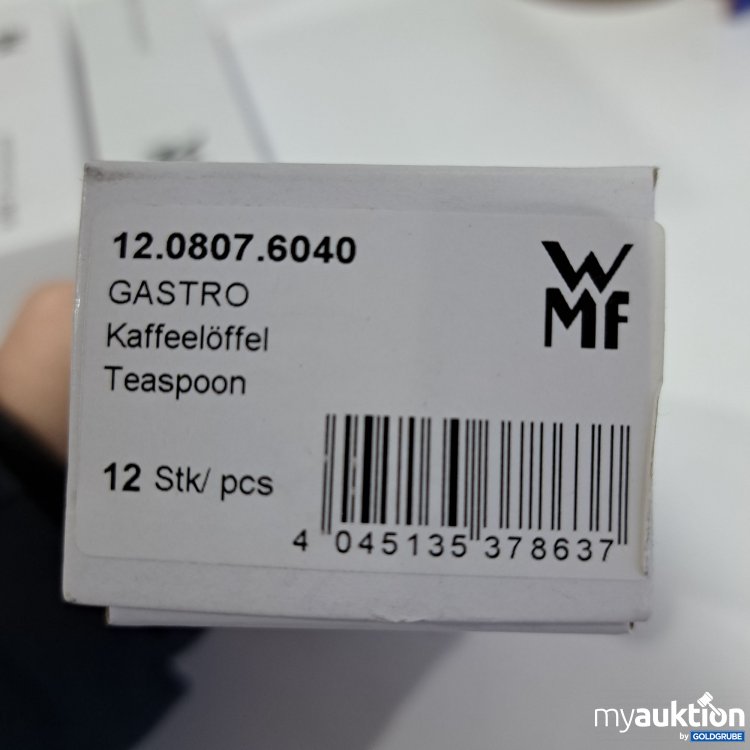 12.0807.6040
GASTRO
Kaffeelöffel
Teaspoon
12 Stk/ pcs
WMF
4 045135 378637
myauktion
by GOLDGRUBE